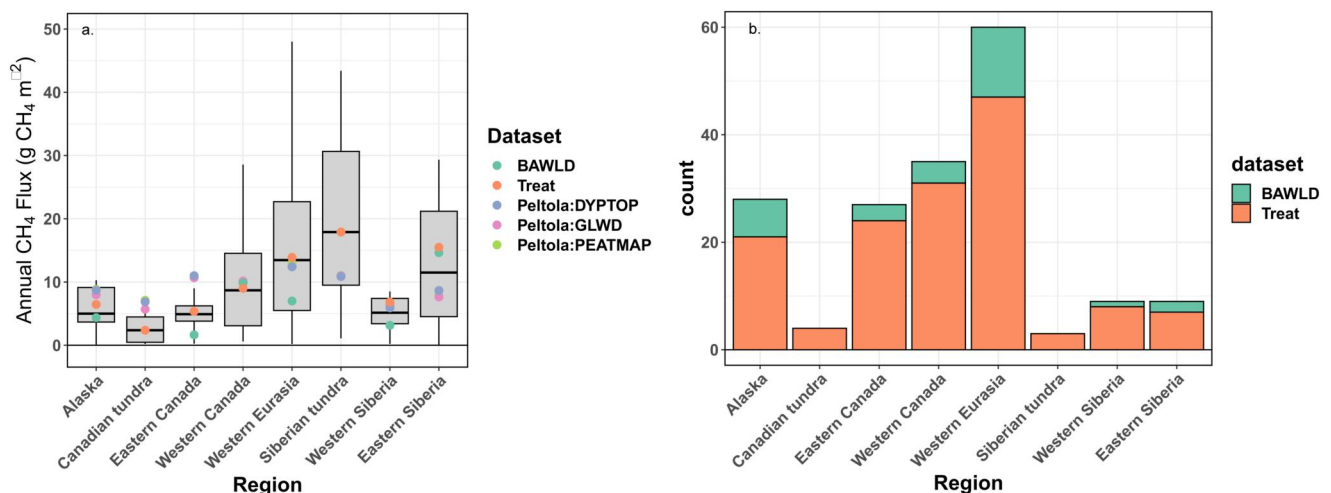 a.
Annual CH₄ Flux (g CH₄ m□²)
50
40
30
20
10
0
Alaska
Canadian tundra
Eastern Canada
Western Canada
Western Eurasia
Siberian tundra
Western Siberia
Eastern Siberia
Region
Dataset
BAWLD
Treat
Peltola:DYPTOP
Peltola:GLWD
Peltola:PEATMAP
b.
count
60
40
20
0
Alaska
Canadian tundra
Eastern Canada
Western Canada
Western Eurasia
Siberian tundra
Western Siberia
Eastern Siberia
Region
dataset
BAWLD
Treat